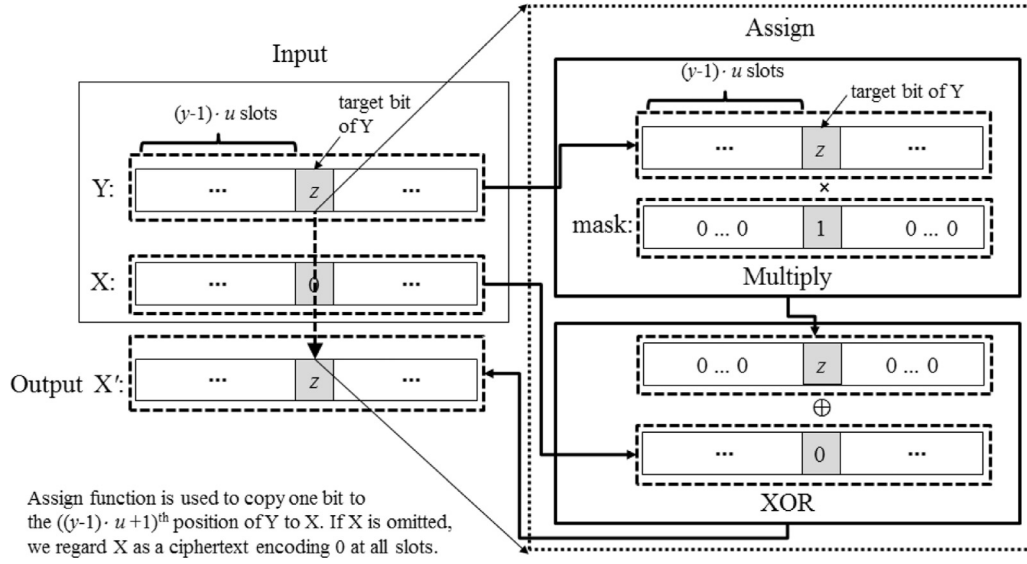 Input
(y-1)· u slots
target bit
of Y
Y:
...
z
...
X:
...
0
...
Output X′:
...
z
...
Assign function is used to copy one bit to
the ((y-1)· u +1)th position of Y to X. If X is omitted,
we regard X as a ciphertext encoding 0 at all slots.
Assign
(y-1)· u slots
target bit of Y
...
z
...
×
mask:
0 ... 0
1
0 ... 0
Multiply
0 ... 0
z
0 ... 0
⊕
...
0
...
XOR